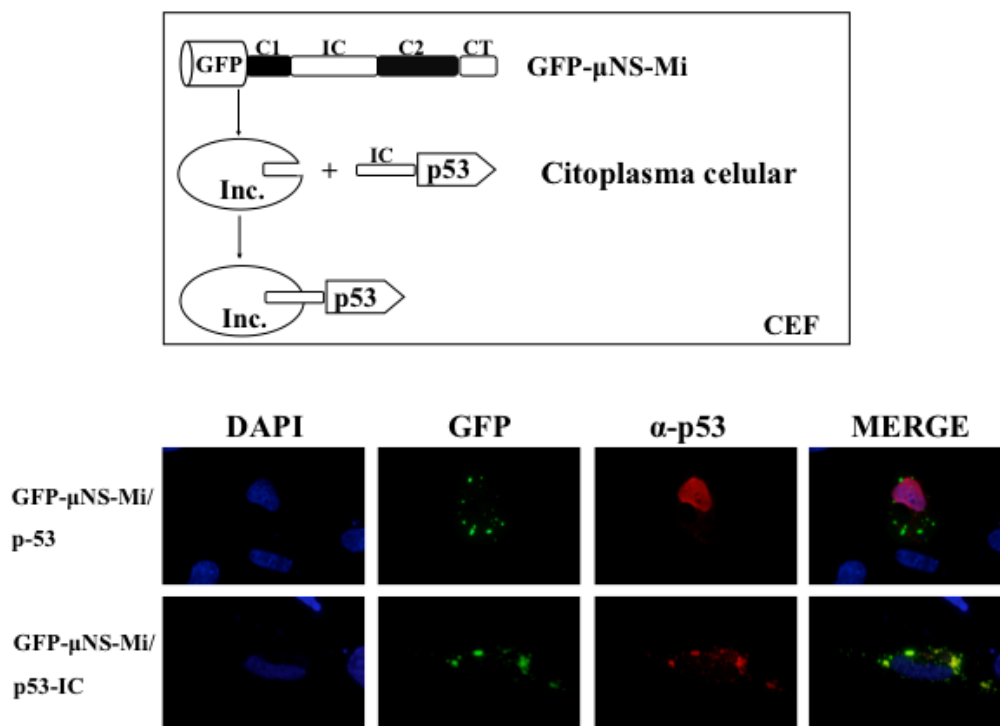 C1 IC C2 CT
GFP
GFP-µNS-Mi
IC
Inc. + p53 Citoplasma celular
Inc. p53
CEF
DAPI GFP α-p53 MERGE
GFP-µNS-Mi/
p-53
GFP-µNS-Mi/
p53-IC